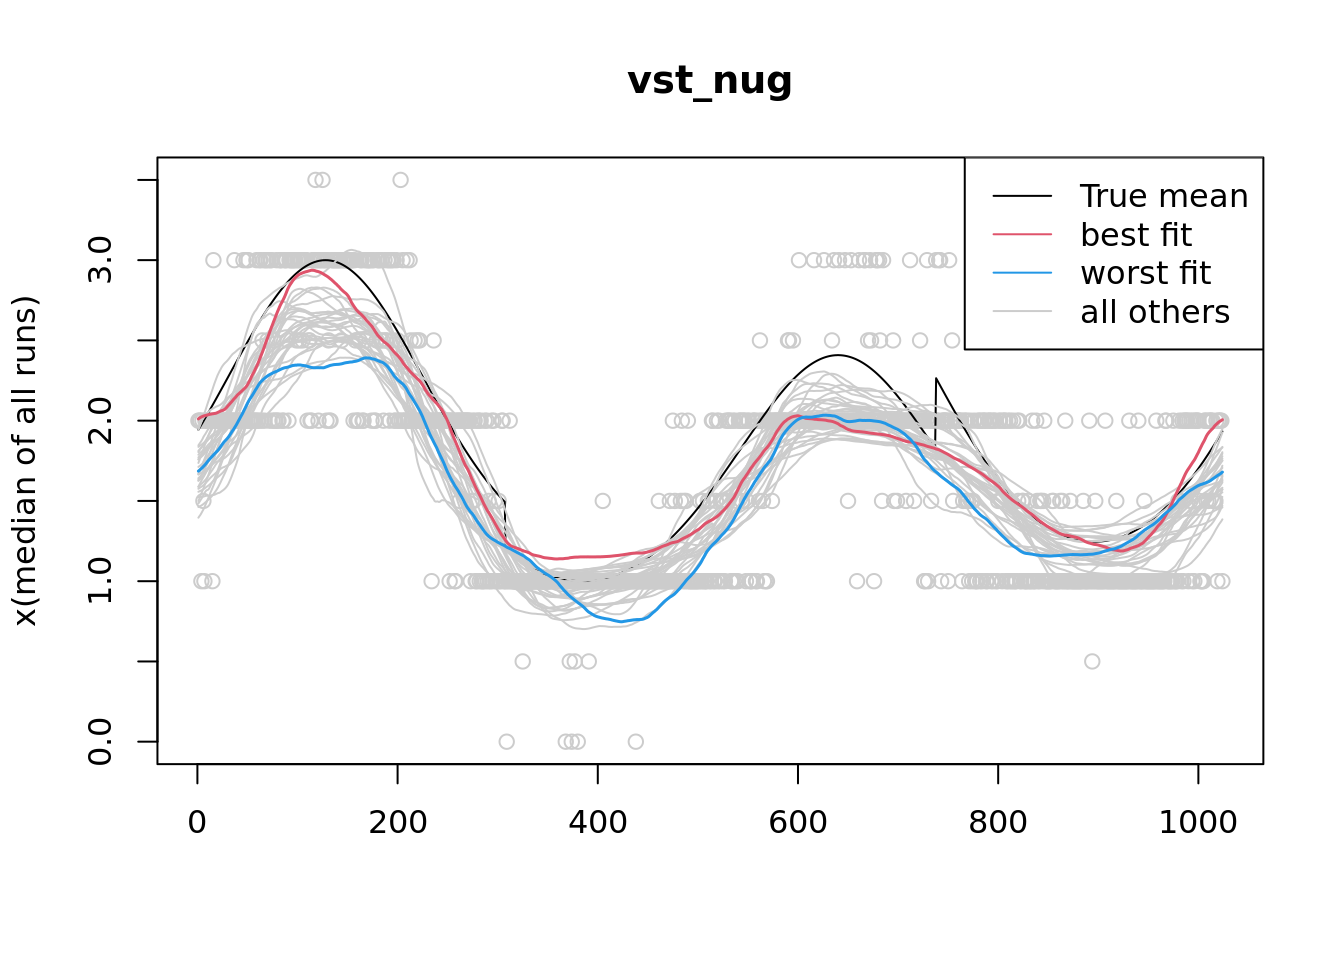 vst_nug
x(median of all runs)
3.0
2.0
1.0
0.0
True mean
best fit
worst fit
all others
0 200 400 600 800 1000